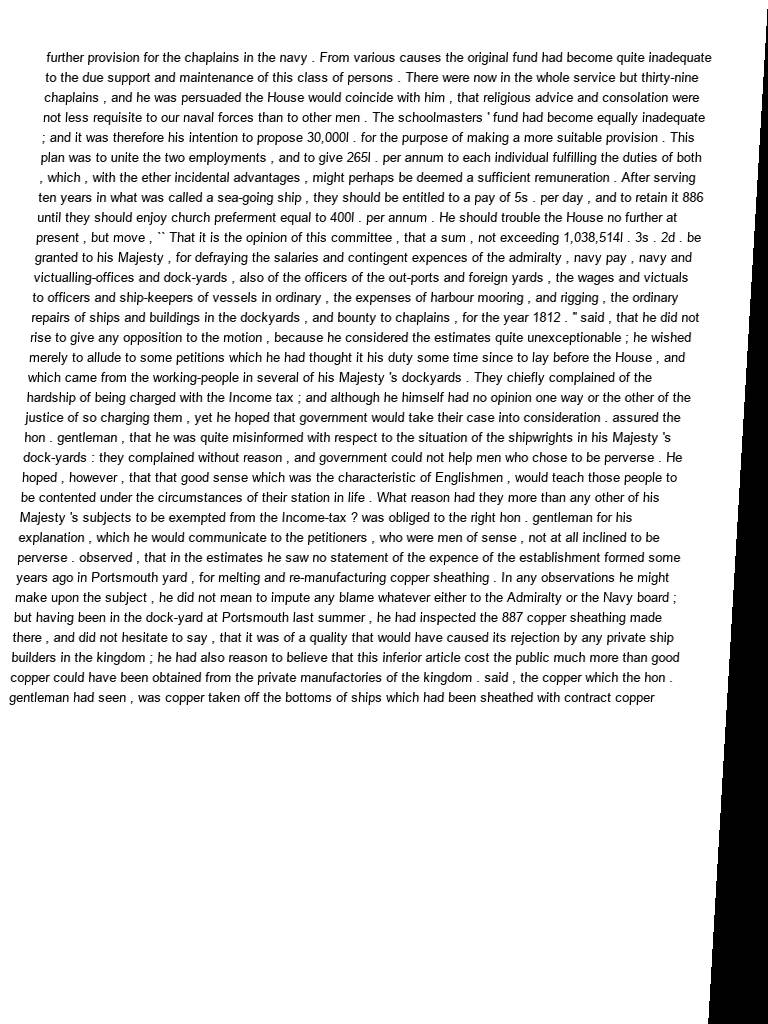 further provision for the chaplains in the navy . From various causes the original fund had become quite inadequate
to the due support and maintenance of this class of persons . There were now in the whole service but thirty-nine
chaplains , and he was persuaded the House would coincide with him , that religious advice and consolation were
not less requisite to our naval forces than to other men . The schoolmasters ' fund had become equally inadequate
; and it was therefore his intention to propose 30,000l . for the purpose of making a more suitable provision . This
plan was to unite the two employments , and to give 265l . per annum to each individual fulfilling the duties of both
, which , with the ether incidental advantages , might perhaps be deemed a sufficient remuneration . After serving
ten years in what was called a sea-going ship , they should be entitled to a pay of 5s . per day , and to retain it 886
until they should enjoy church preferment equal to 400l . per annum . He should trouble the House no further at
present , but move , `` That it is the opinion of this committee , that a sum , not exceeding 1,038,514l . 3s . 2d . be
granted to his Majesty , for defraying the salaries and contingent expences of the admiralty , navy pay , navy and
victualling-offices and dock-yards , also of the officers of the out-ports and foreign yards , the wages and victuals
to officers and ship-keepers of vessels in ordinary , the expenses of harbour mooring , and rigging , the ordinary
repairs of ships and buildings in the dockyards , and bounty to chaplains , for the year 1812 . " said , that he did not
rise to give any opposition to the motion , because he considered the estimates quite unexceptionable ; he wished
merely to allude to some petitions which he had thought it his duty some time since to lay before the House , and
which came from the working-people in several of his Majesty 's dockyards . They chiefly complained of the
hardship of being charged with the Income tax ; and although he himself had no opinion one way or the other of the
justice of so charging them , yet he hoped that government would take their case into consideration . assured the
hon . gentleman , that he was quite misinformed with respect to the situation of the shipwrights in his Majesty 's
dock-yards : they complained without reason , and government could not help men who chose to be perverse . He
hoped , however , that that good sense which was the characteristic of Englishmen , would teach those people to
be contented under the circumstances of their station in life . What reason had they more than any other of his
Majesty 's subjects to be exempted from the Income-tax ? was obliged to the right hon . gentleman for his
explanation , which he would communicate to the petitioners , who were men of sense , not at all inclined to be
perverse . observed , that in the estimates he saw no statement of the expence of the establishment formed some
years ago in Portsmouth yard , for melting and re-manufacturing copper sheathing . In any observations he might
make upon the subject , he did not mean to impute any blame whatever either to the Admiralty or the Navy board ;
but having been in the dock-yard at Portsmouth last summer , he had inspected the 887 copper sheathing made
there , and did not hesitate to say , that it was of a quality that would have caused its rejection by any private ship
builders in the kingdom ; he had also reason to believe that this inferior article cost the public much more than good
copper could have been obtained from the private manufactories of the kingdom . said , the copper which the hon .
gentleman had seen , was copper taken off the bottoms of ships which had been sheathed with contract copper